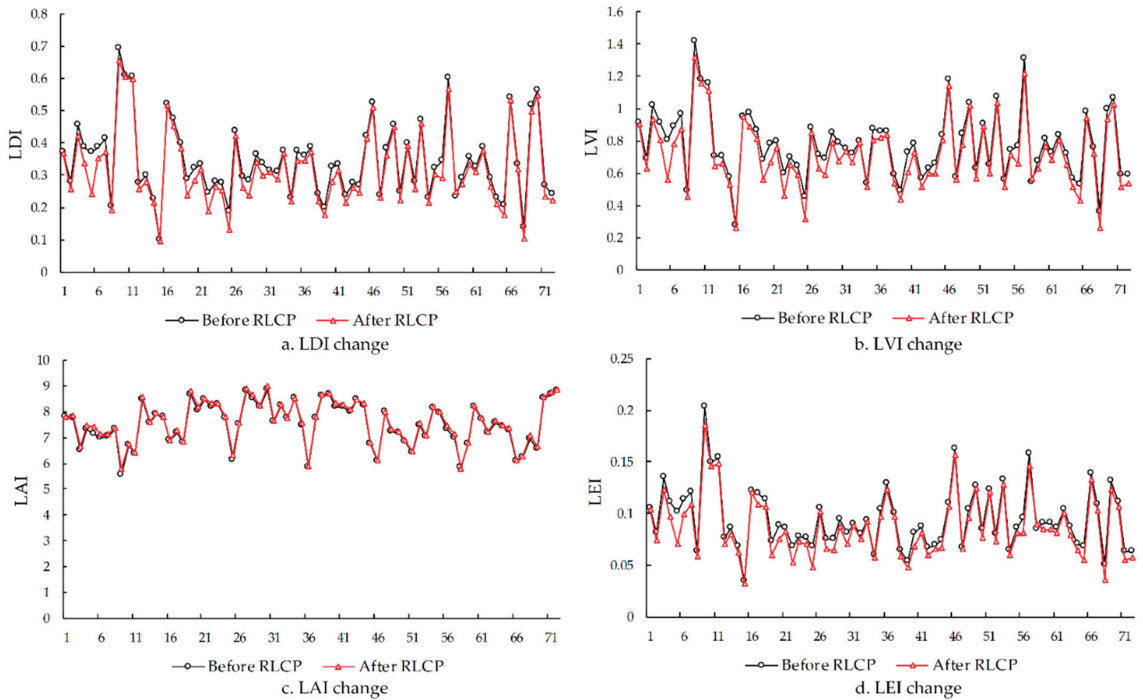 a.
LDI
0.8
0.7
0.6
0.5
0.4
0.3
0.2
0.1
0
1 6 11 16 21 26 31 36 41 46 51 56 61 66 71
Before RLCP After RLCP
a. LDI change
b.
LVI
1.6
1.4
1.2
1
0.8
0.6
0.4
0.2
0
1 6 11 16 21 26 31 36 41 46 51 56 61 66 71
Before RLCP After RLCP
b. LVI change
LAI
10
9
8
7
6
5
4
3
2
1
0
1 6 11 16 21 26 31 36 41 46 51 56 61 66 71
Before RLCP After RLCP
c. LAI change
d.
LEI
0.25
0.2
0.15
0.1
0.05
0
1 6 11 16 21 26 31 36 41 46 51 56 61 66 71
Before RLCP After RLCP
d. LEI change